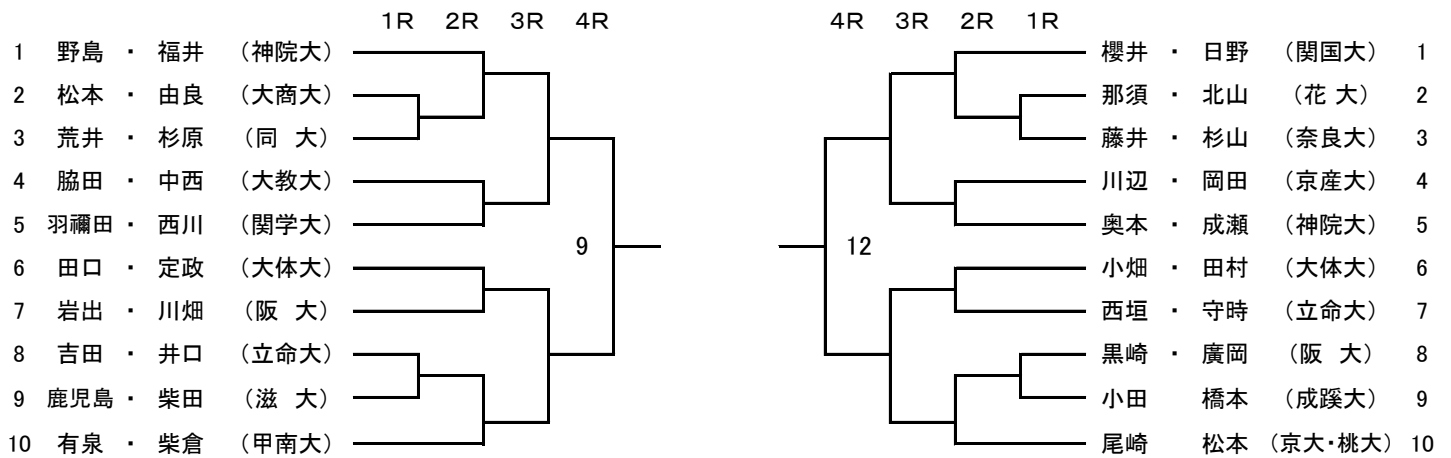 1R 2R 3R 4R
1 野島 ・ 福井 （神院大）
2 松本 ・ 由良 （大商大）
3 荒井 ・ 杉原 （同 大）
4 脇田 ・ 中西 （大教大）
5 羽禰田 ・ 西川 （関学大）
6 田口 ・ 定政 （大体大）
7 岩出 ・ 川畑 （阪 大）
8 吉田 ・ 井口 （立命大）
9 鹿児島 ・ 柴田 （滋 大）
10 有泉 ・ 柴倉 （甲南大）
9
4R 3R 2R 1R
櫻井 ・ 日野 （関国大） 1
那須 ・ 北山 （花 大） 2
藤井 ・ 杉山 （奈良大） 3
川辺 ・ 岡田 （京産大） 4
奥本 ・ 成瀬 （神院大） 5
小畑 ・ 田村 （大体大） 6
西垣 ・ 守時 （立命大） 7
黒崎 ・ 廣岡 （阪 大） 8
小田 橋本 （成蹊大） 9
尾崎 松本 （京大・桃大） 10
12